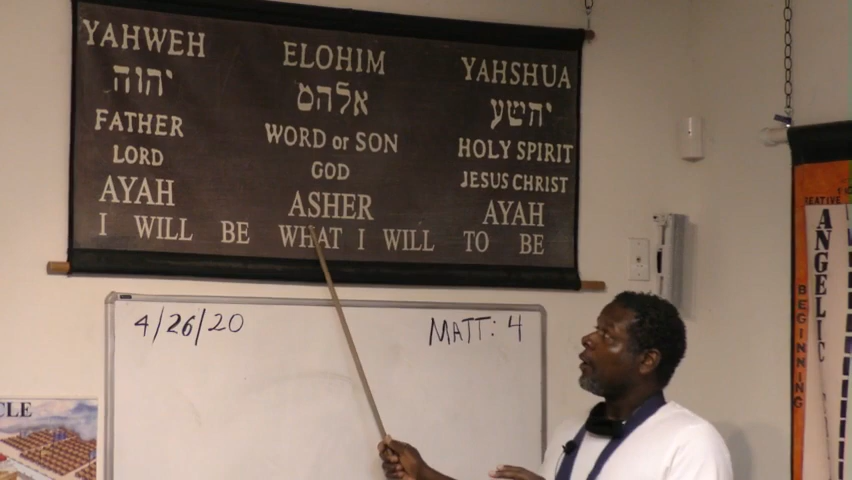 YAHWEH
יהוה
FATHER
LORD
AYAH
ELOHIM
אלהם
WORD or SON
GOD
ASHER
YAHSHUA
יהשע
HOLY SPIRIT
JESUS CHRIST
AYAH
I WILL BE WHAT I WILL TO BE
4/26/20
MATT: 4
CLE
EATIVE
ANGELIC
BEGINNING